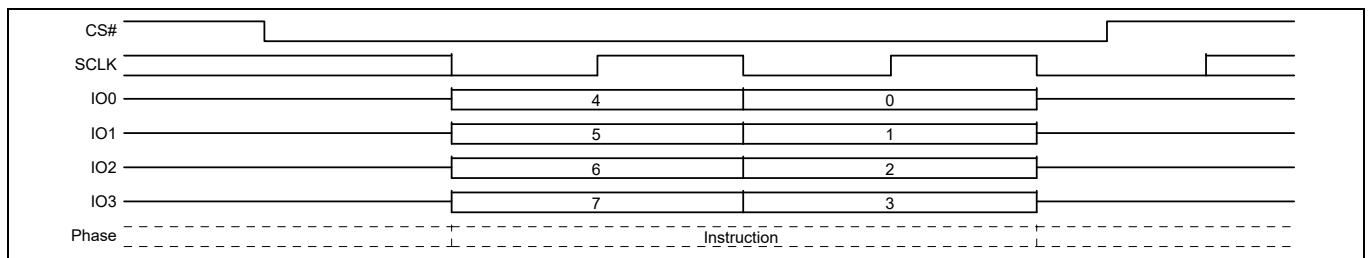 CS#
SCLK
IO0 4 0
IO1 5 1
IO2 6 2
IO3 7 3
Phase Instruction